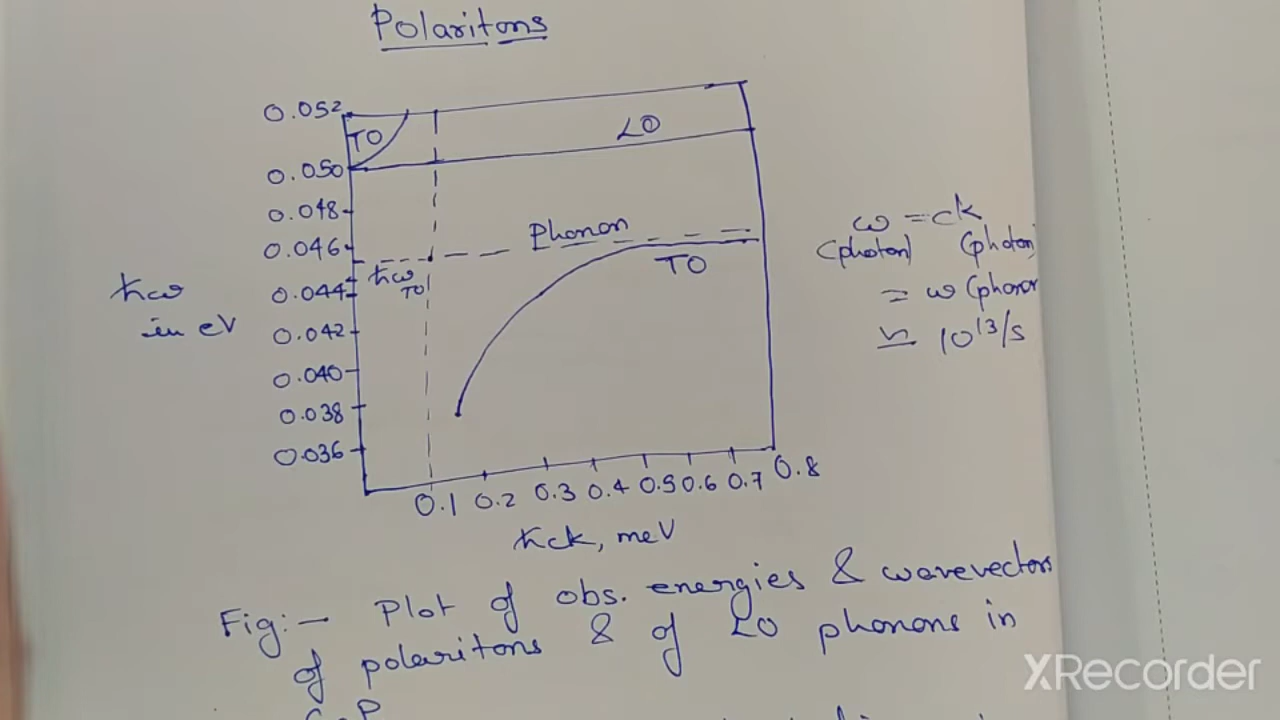 Polaritons
0.052
0.050
0.048
0.046
0.044
0.042
0.040
0.038
0.036
ħω
in eV
TO
LO
Phonon
ħω
TO
TO
0.1 0.2 0.3 0.4 0.5 0.6 0.7 0.8
ħck, meV
ω = ck
(photon) (photon)
= ω (phonon
≃ 10¹³/s
Fig:- Plot of obs. energies & wavevectors
of polaritons & of LO phonons in
XRecorder